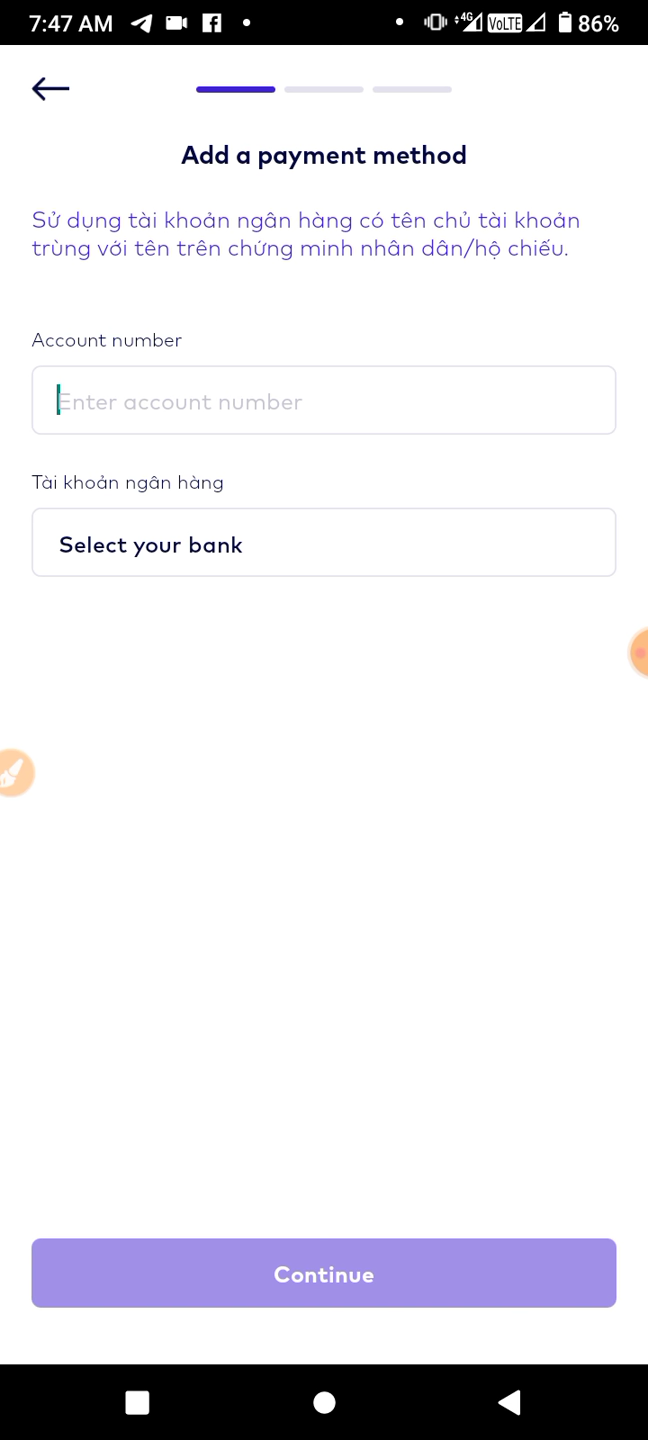 7:47 AM 4G VoLTE 86%
Add a payment method
Sử dụng tài khoản ngân hàng có tên chủ tài khoản
trùng với tên trên chứng minh nhân dân/hộ chiếu.
Account number
Enter account number
Tài khoản ngân hàng
Select your bank
Continue